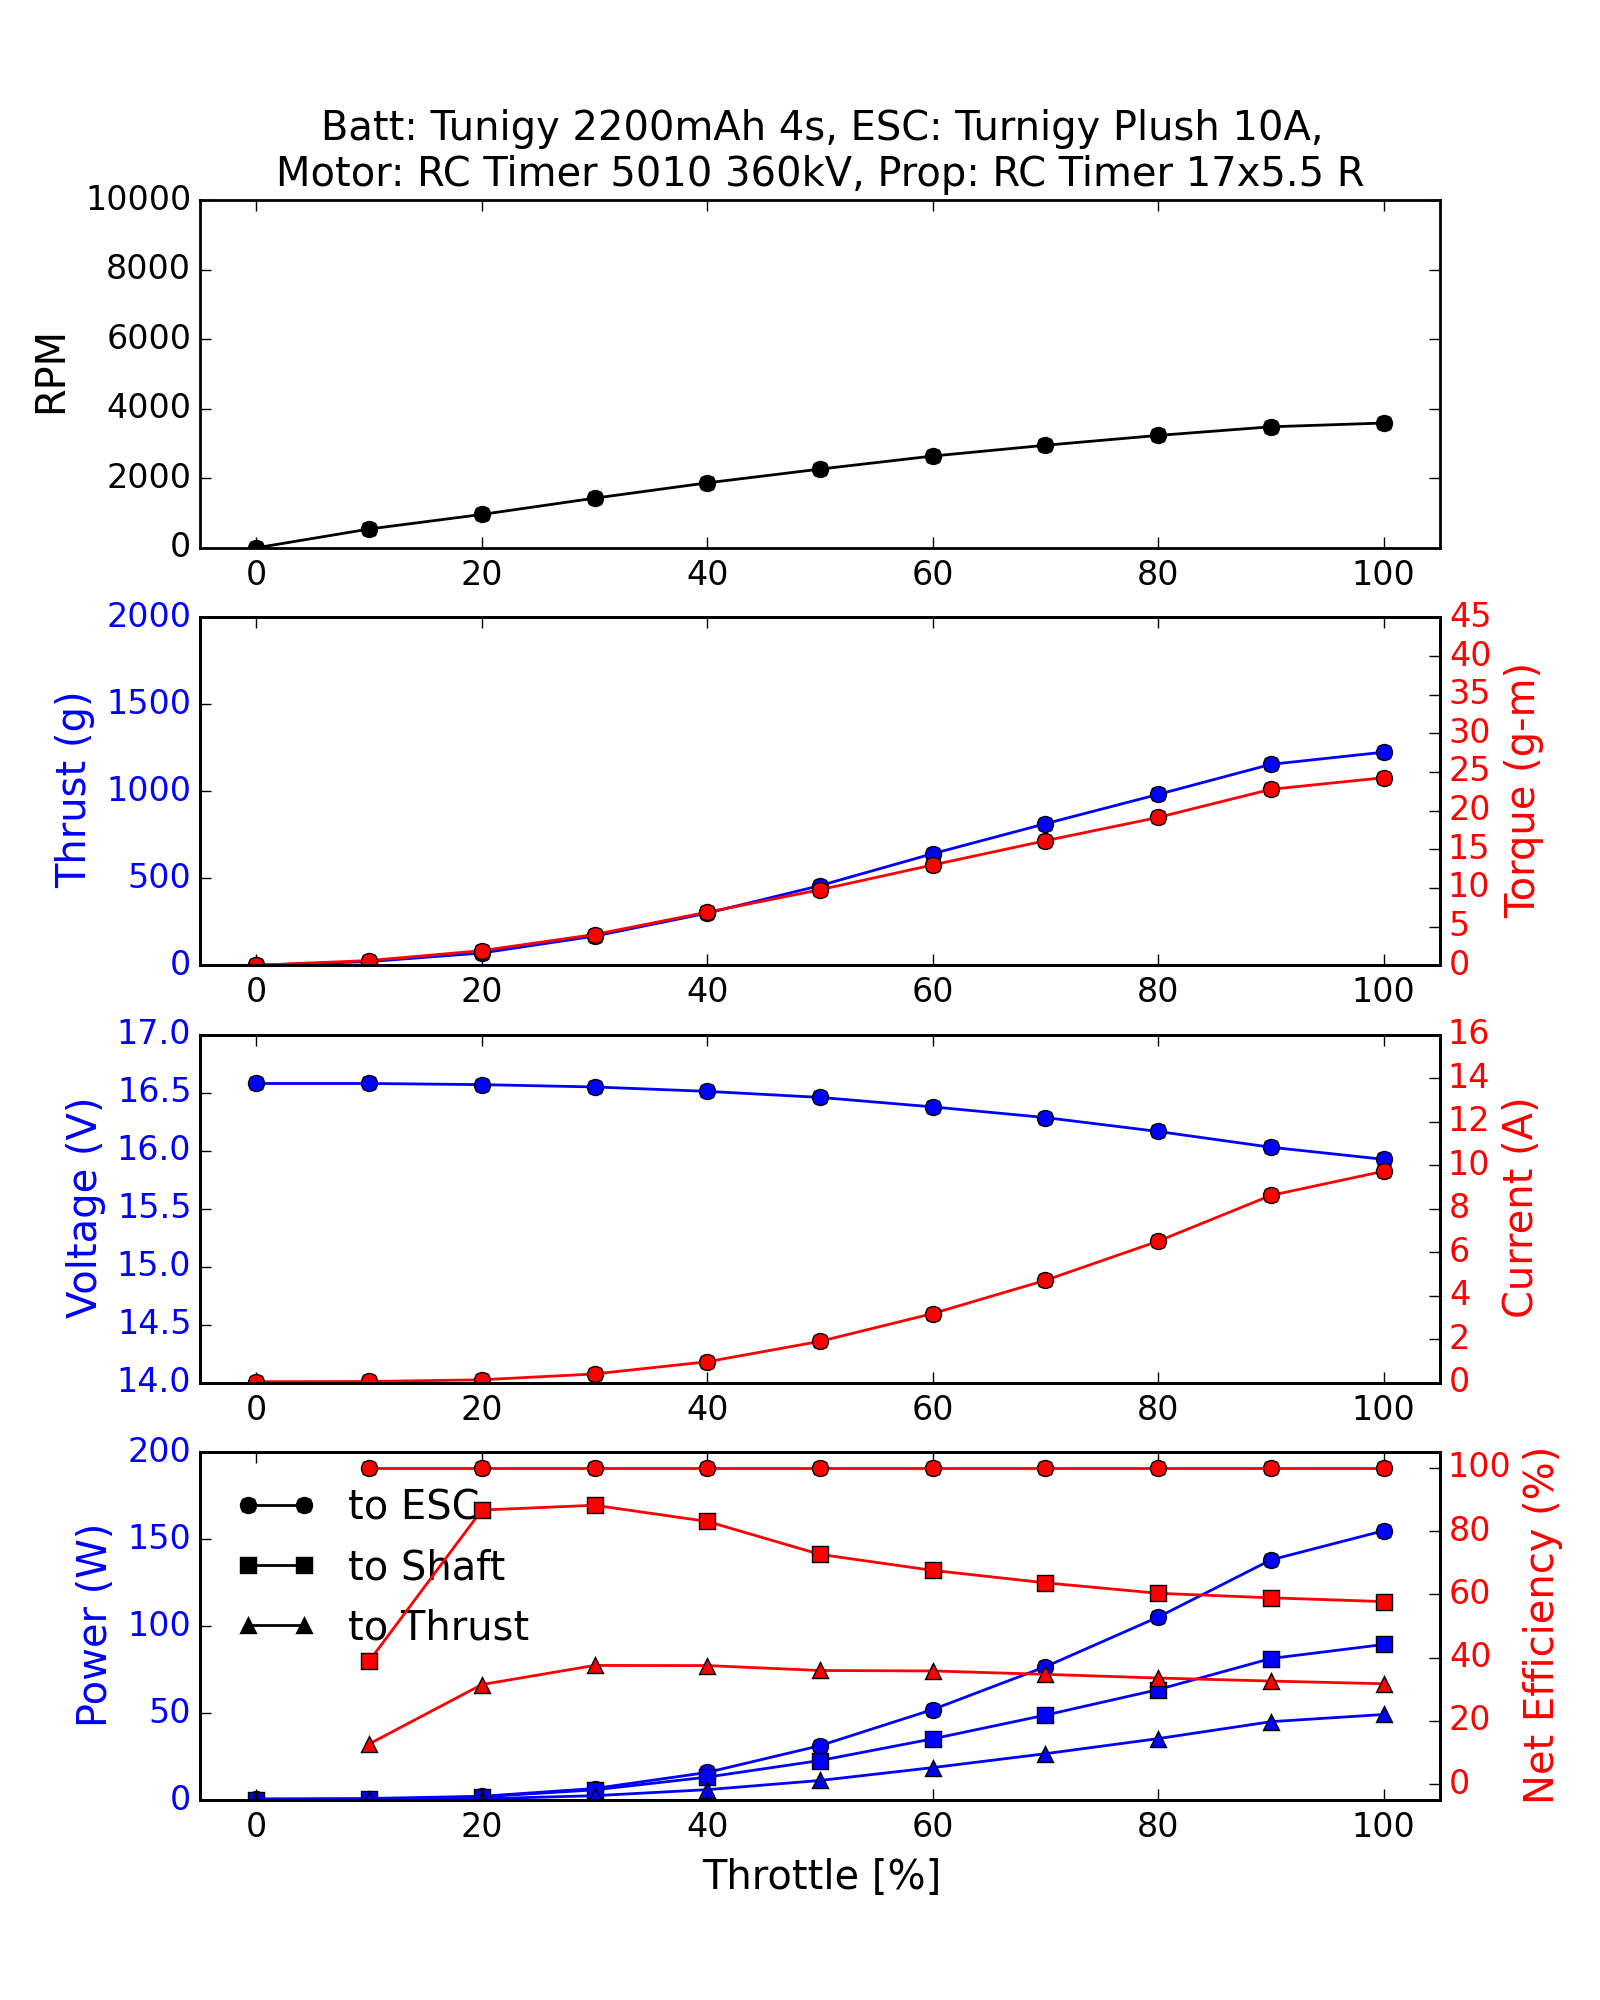 Batt: Tunigy 2200mAh 4s, ESC: Turnigy Plush 10A,
Motor: RC Timer 5010 360kV, Prop: RC Timer 17x5.5 R
10000
8000
6000
4000
2000
0
RPM
0 20 40 60 80 100
2000
1500
1000
500
0
Thrust (g)
45
40
35
30
25
20
15
10
5
0
Torque (g-m)
0 20 40 60 80 100
17.0
16.5
16.0
15.5
15.0
14.5
14.0
Voltage (V)
16
14
12
10
8
6
4
2
0
Current (A)
0 20 40 60 80 100
200
150
100
50
0
Power (W)
to ESC
to Shaft
to Thrust
100
80
60
40
20
0
Net Efficiency (%)
0 20 40 60 80 100
Throttle [%]